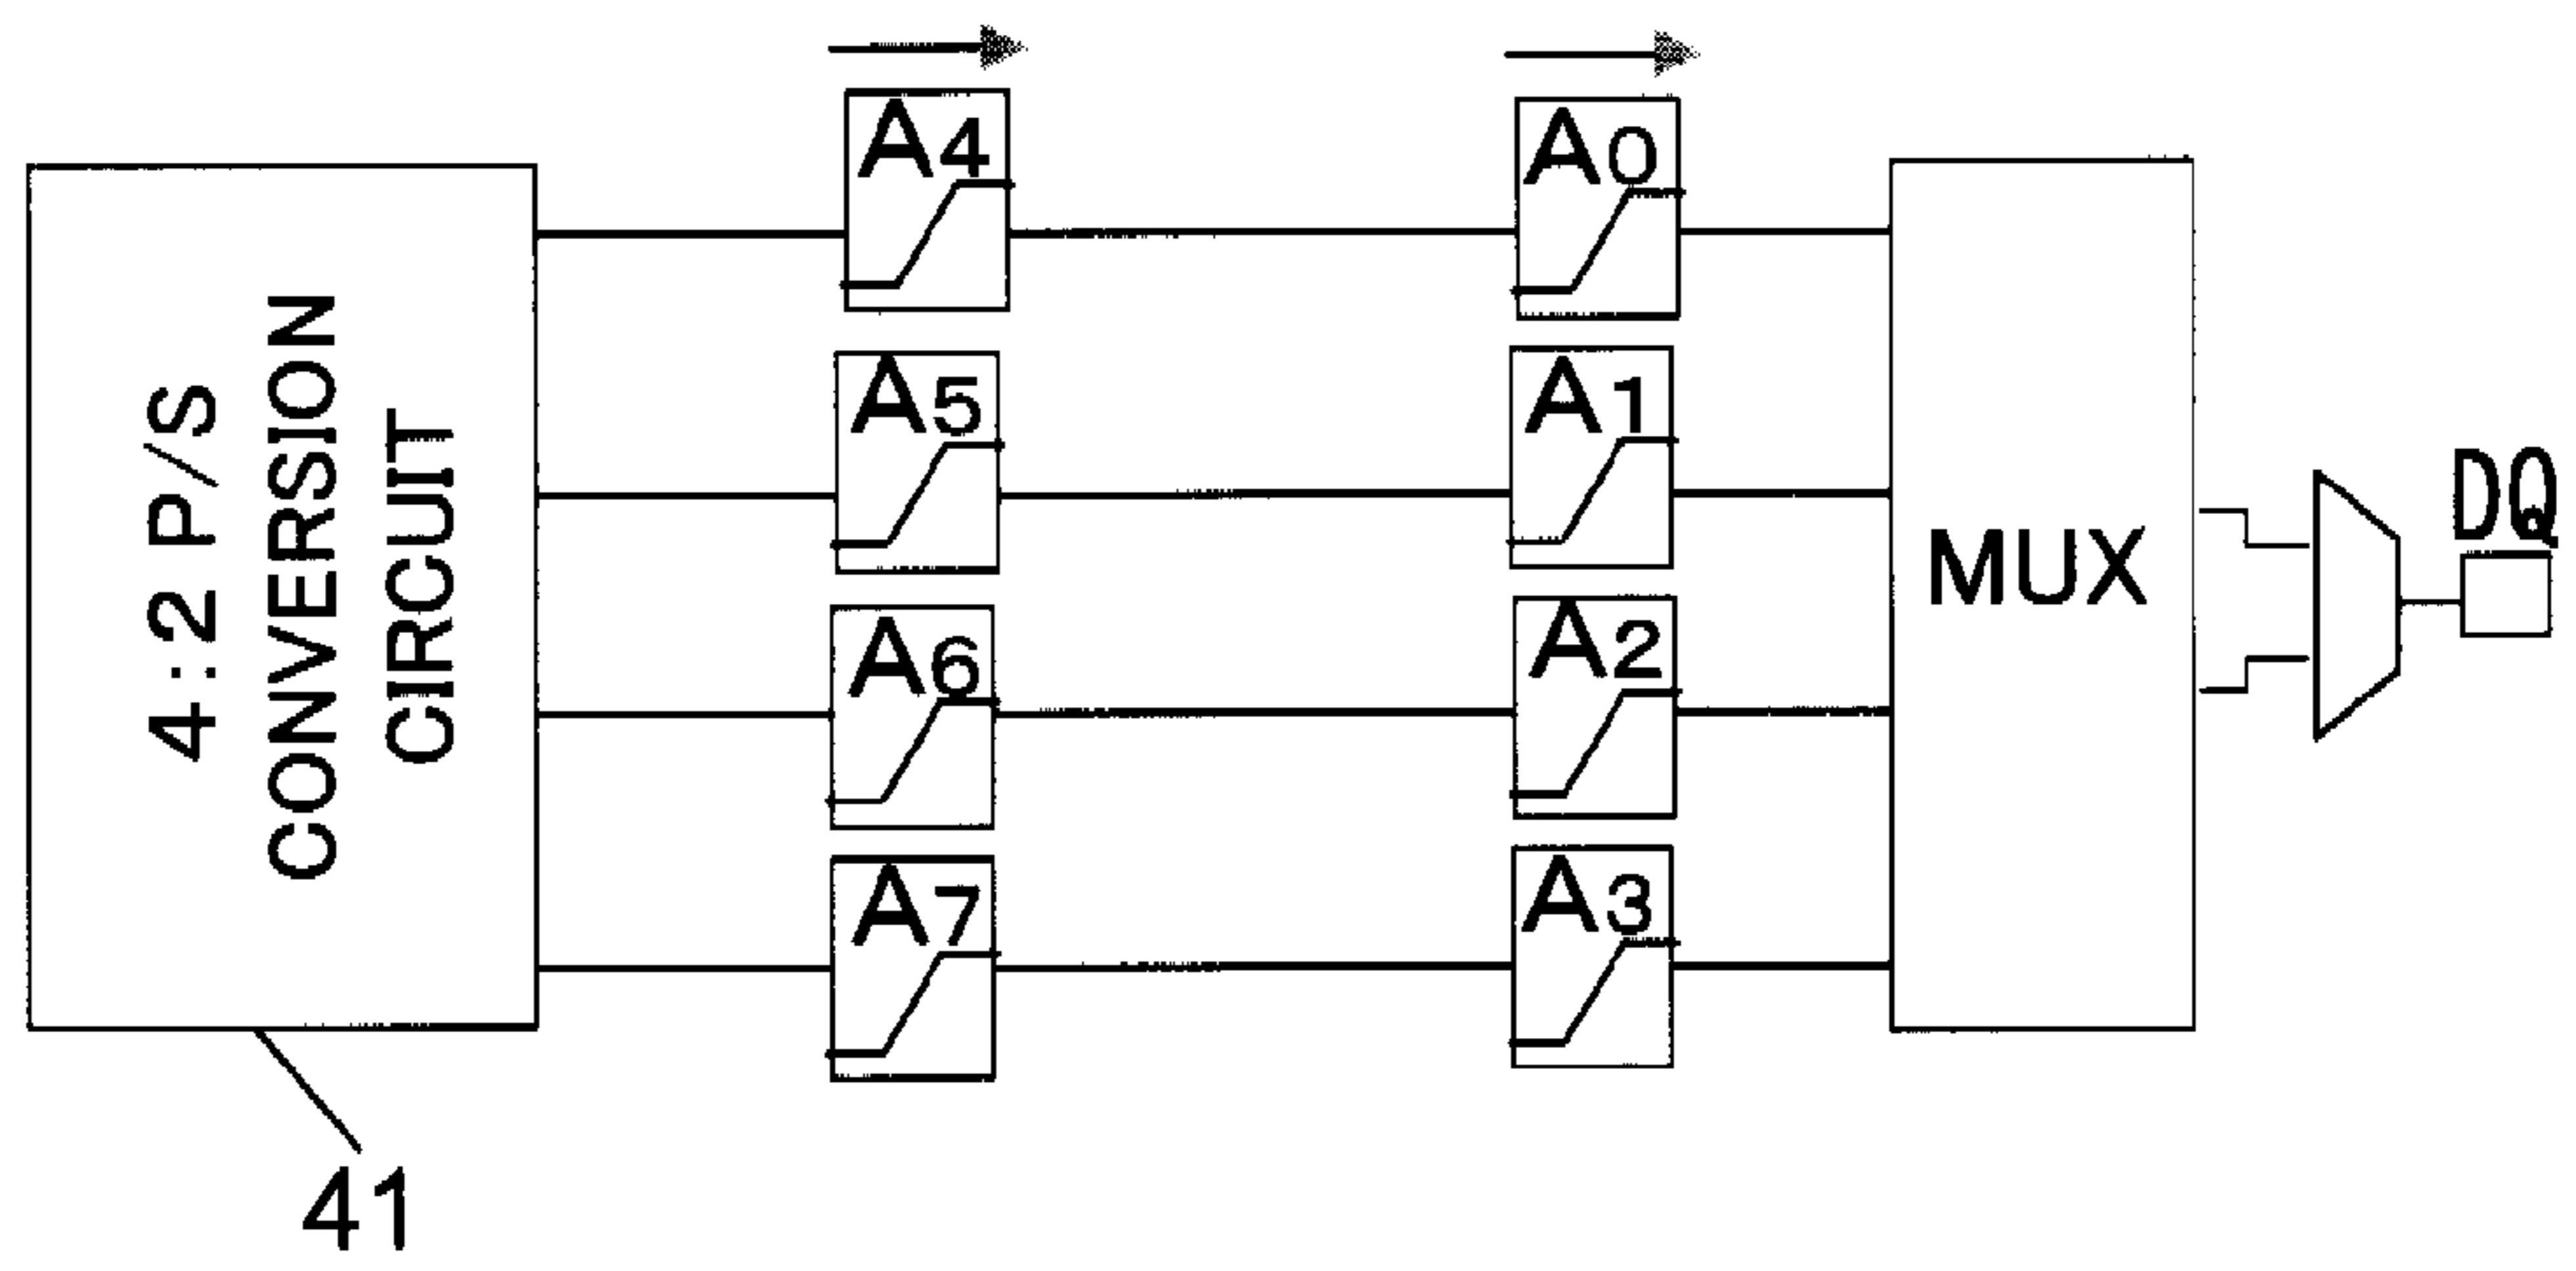 4:2 P/S
CONVERSION
CIRCUIT
41
A4
A0
A5
A1
A6
A2
A7
A3
MUX
DQ